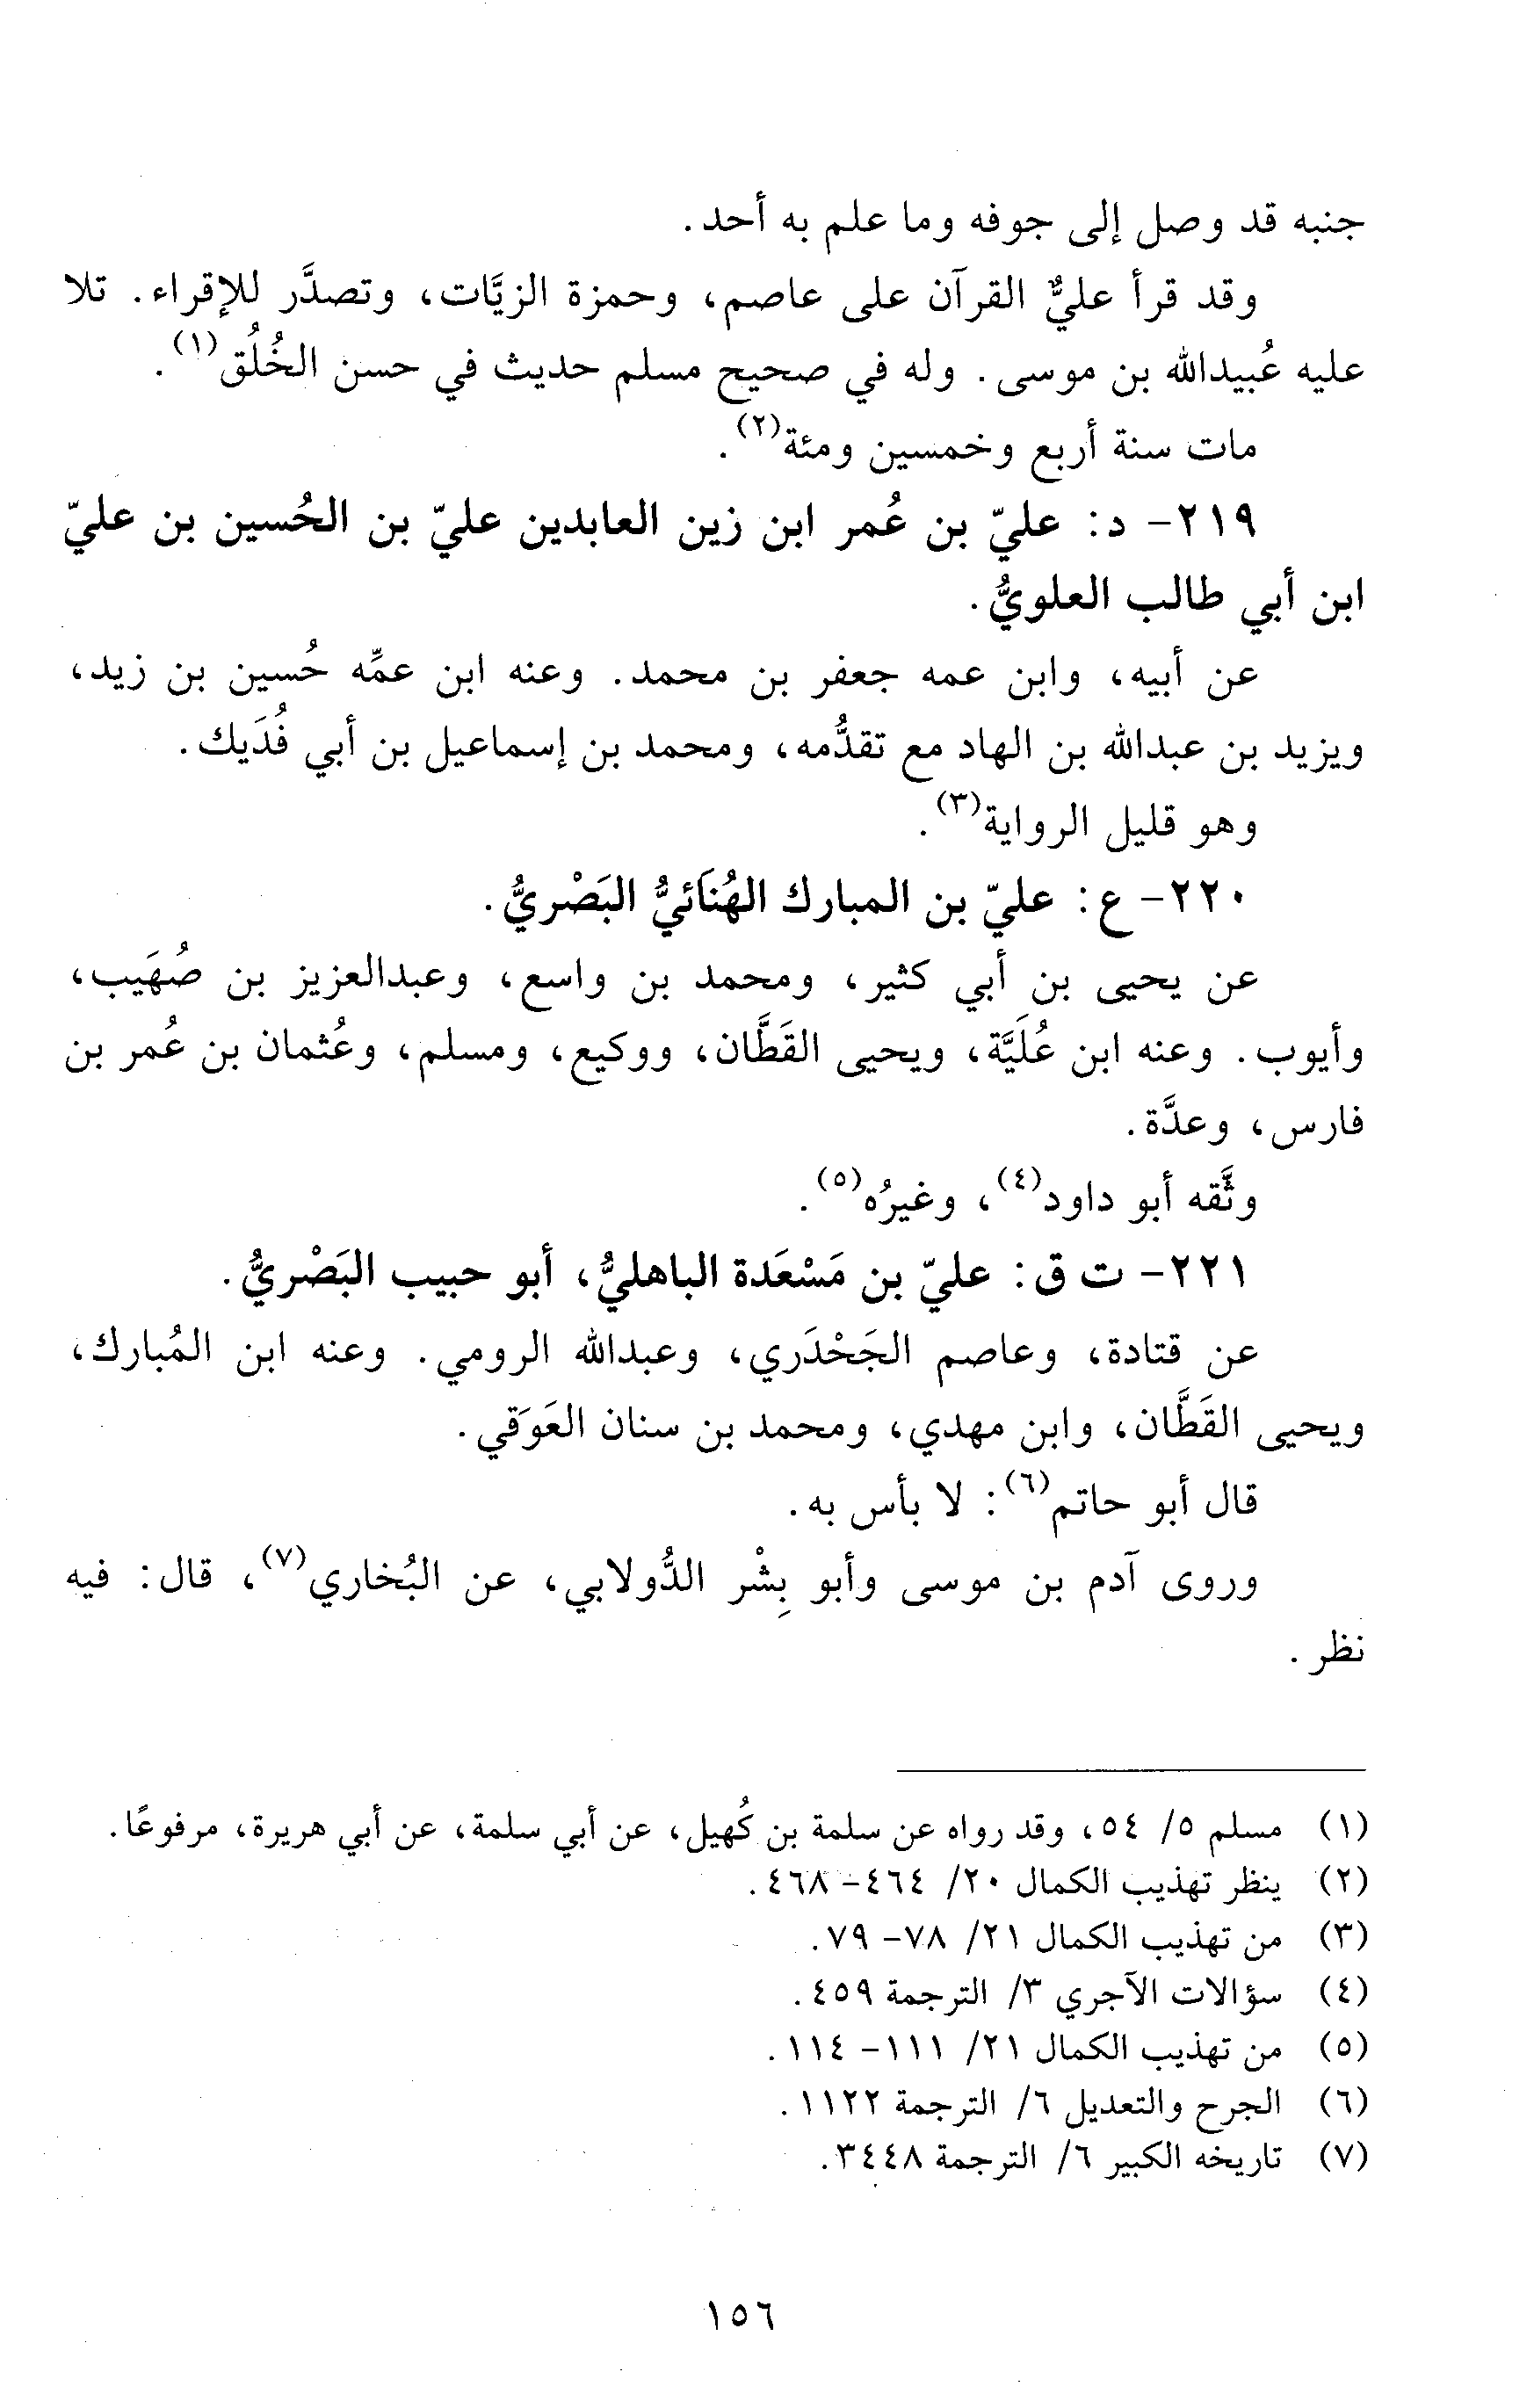 جنبه قد وصل إلى جوفه وما علم به أحد.
وقد قرأ عليٌّ القرآن على عاصم، وحمزة الزيَّات، وتصدَّر للإقراء. تلا
عليه عُبيدالله بن موسى. وله في صحيح مسلم حديث في حسن الخُلُق(١).
مات سنة أربع وخمسين ومئة(٢).
٢١٩- د: عليّ بن عُمر ابن زين العابدين عليّ بن الحُسين بن عليّ
ابن أبي طالب العلويُّ.
عن أبيه، وابن عمه جعفر بن محمد. وعنه ابن عمِّه حُسين بن زيد،
ويزيد بن عبدالله بن الهاد مع تقدُّمه، ومحمد بن إسماعيل بن أبي فُدَيك.
وهو قليل الرواية(٣).
٢٢٠- ع: عليّ بن المبارك الهُنَائيُّ البَصْريُّ.
عن يحيى بن أبي كثير، ومحمد بن واسع، وعبدالعزيز بن صُهَيب،
وأيوب. وعنه ابن عُلَيَّة، ويحيى القَطَّان، ووكيع، ومسلم، وعُثمان بن عُمر بن
فارس، وعدَّة.
وثَّقه أبو داود(٤)، وغيرُه(٥).
٢٢١- ت ق: عليّ بن مَسْعَدة الباهليُّ، أبو حبيب البَصْريُّ.
عن قتادة، وعاصم الجَحْدَري، وعبدالله الرومي. وعنه ابن المُبارك،
ويحيى القَطَّان، وابن مهدي، ومحمد بن سنان العَوَقي.
قال أبو حاتم(٦): لا بأس به.
وروى آدم بن موسى وأبو بِشْر الدُّولابي، عن البُخاري(٧)، قال: فيه
نظر.
(١) مسلم ٥/ ٥٤، وقد رواه عن سلمة بن كُهيل، عن أبي سلمة، عن أبي هريرة، مرفوعًا.
(٢) ينظر تهذيب الكمال ٢٠/ ٤٦٤- ٤٦٨.
(٣) من تهذيب الكمال ٢١/ ٧٨- ٧٩.
(٤) سؤالات الآجري ٣/ الترجمة ٤٥٩.
(٥) من تهذيب الكمال ٢١/ ١١١- ١١٤.
(٦) الجرح والتعديل ٦/ الترجمة ١١٢٢.
(٧) تاريخه الكبير ٦/ الترجمة ٣٤٤٨.
١٥٦